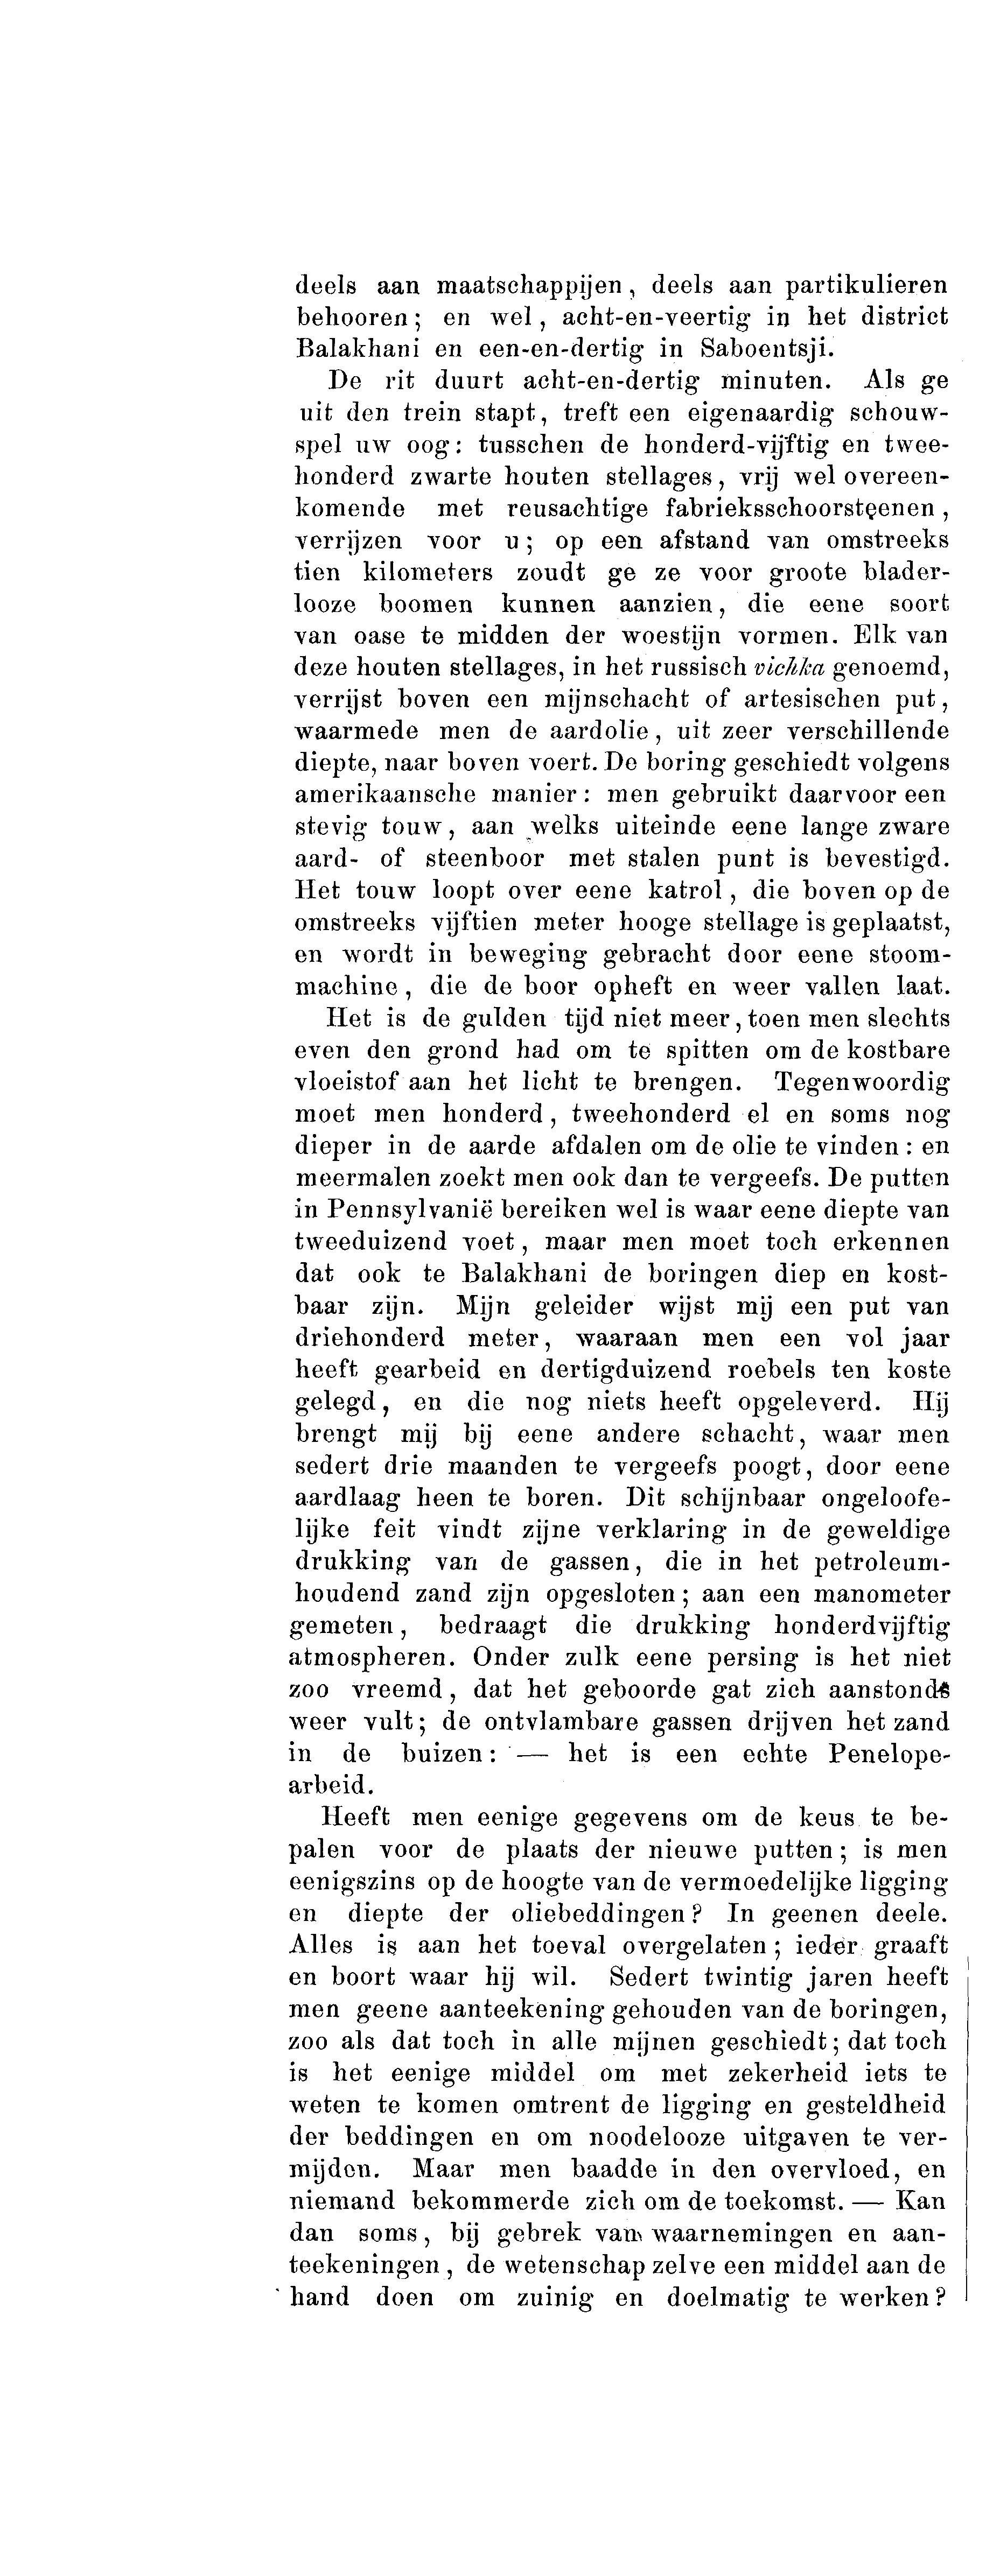 deels aan maatschappijen, deels aan partikulieren
behooren; en wel, acht-en-veertig in het district
Balakhani en een-en-dertig in Saboentsji.
De rit duurt acht-en-dertig minuten. Als ge
uit den trein stapt, treft een eigenaardig schouw-
spel uw oog: tusschen de honderd-vijftig en twee-
honderd zwarte houten stellages, vrij wel overeen-
komende met reusachtige fabrieksschoorsteenen,
verrijzen voor u; op een afstand van omstreeks
tien kilometers zoudt ge ze voor groote blader-
looze boomen kunnen aanzien, die eene soort
van oase te midden der woestijn vormen. Elk van
deze houten stellages, in het russisch vichka genoemd,
verrijst boven een mijnschacht of artesischen put,
waarmede men de aardolie, uit zeer verschillende
diepte, naar boven voert. De boring geschiedt volgens
amerikaansche manier: men gebruikt daarvoor een
stevig touw, aan welks uiteinde eene lange zware
aard- of steenboor met stalen punt is bevestigd.
Het touw loopt over eene katrol, die boven op de
omstreeks vijftien meter hooge stellage is geplaatst,
en wordt in beweging gebracht door eene stoom-
machine, die de boor opheft en weer vallen laat.
Het is de gulden tijd niet meer, toen men slechts
even den grond had om te spitten om de kostbare
vloeistof aan het licht te brengen. Tegenwoordig
moet men honderd, tweehonderd el en soms nog
dieper in de aarde afdalen om de olie te vinden: en
meermalen zoekt men ook dan te vergeefs. De putten
in Pennsylvanië bereiken wel is waar eene diepte van
tweeduizend voet, maar men moet toch erkennen
dat ook te Balakhani de boringen diep en kost-
baar zijn. Mijn geleider wijst mij een put van
driehonderd meter, waaraan men een vol jaar
heeft gearbeid en dertigduizend roebels ten koste
gelegd, en die nog niets heeft opgeleverd. Hij
brengt mij bij eene andere schacht, waar men
sedert drie maanden te vergeefs poogt, door eene
aardlaag heen te boren. Dit schijnbaar ongeloofe-
lijke feit vindt zijne verklaring in de geweldige
drukking van de gassen, die in het petroleum-
houdend zand zijn opgesloten; aan een manometer
gemeten, bedraagt die drukking honderdvijftig
atmospheren. Onder zulk eene persing is het niet
zoo vreemd, dat het geboorde gat zich aanstonds
weer vult; de ontvlambare gassen drijven het zand
in de buizen: — het is een echte Penelope-
arbeid.
Heeft men eenige gegevens om de keus te be-
palen voor de plaats der nieuwe putten; is men
eenigszins op de hoogte van de vermoedelijke ligging
en diepte der oliebeddingen? In geenen deele.
Alles is aan het toeval overgelaten; ieder graaft
en boort waar hij wil. Sedert twintig jaren heeft
men geene aanteekening gehouden van de boringen,
zoo als dat toch in alle mijnen geschiedt; dat toch
is het eenige middel om met zekerheid iets te
weten te komen omtrent de ligging en gesteldheid
der beddingen en om noodelooze uitgaven te ver-
mijden. Maar men baadde in den overvloed, en
niemand bekommerde zich om de toekomst. — Kan
dan soms, bij gebrek van waarnemingen en aan-
teekeningen, de wetenschap zelve een middel aan de
hand doen om zuinig en doelmatig te werken?